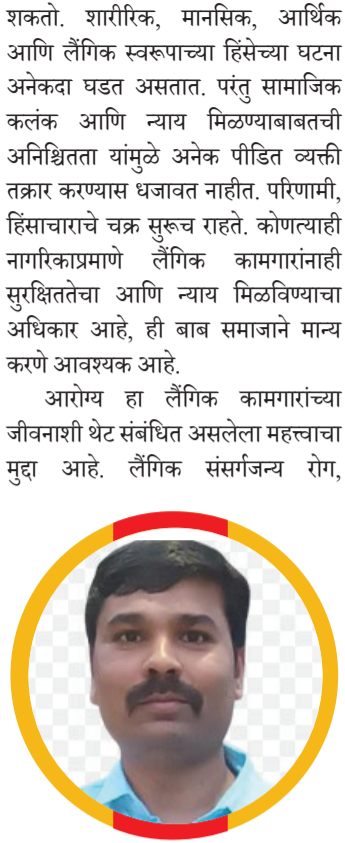 शकतो. शारीरिक, मानसिक, आर्थिक
आणि लैंगिक स्वरूपाच्या हिंसेच्या घटना
अनेकदा घडत असतात. परंतु सामाजिक
कलंक आणि न्याय मिळण्याबाबतची
अनिश्चितता यांमुळे अनेक पीडित व्यक्ती
तक्रार करण्यास धजावत नाहीत. परिणामी,
हिंसाचाराचे चक्र सुरूच राहते. कोणत्याही
नागरिकाप्रमाणे लैंगिक कामगारांनाही
सुरक्षिततेचा आणि न्याय मिळविण्याचा
अधिकार आहे, ही बाब समाजाने मान्य
करणे आवश्यक आहे.
आरोग्य हा लैंगिक कामगारांच्या
जीवनाशी थेट संबंधित असलेला महत्त्वाचा
मुद्दा आहे. लैंगिक संसर्गजन्य रोग,